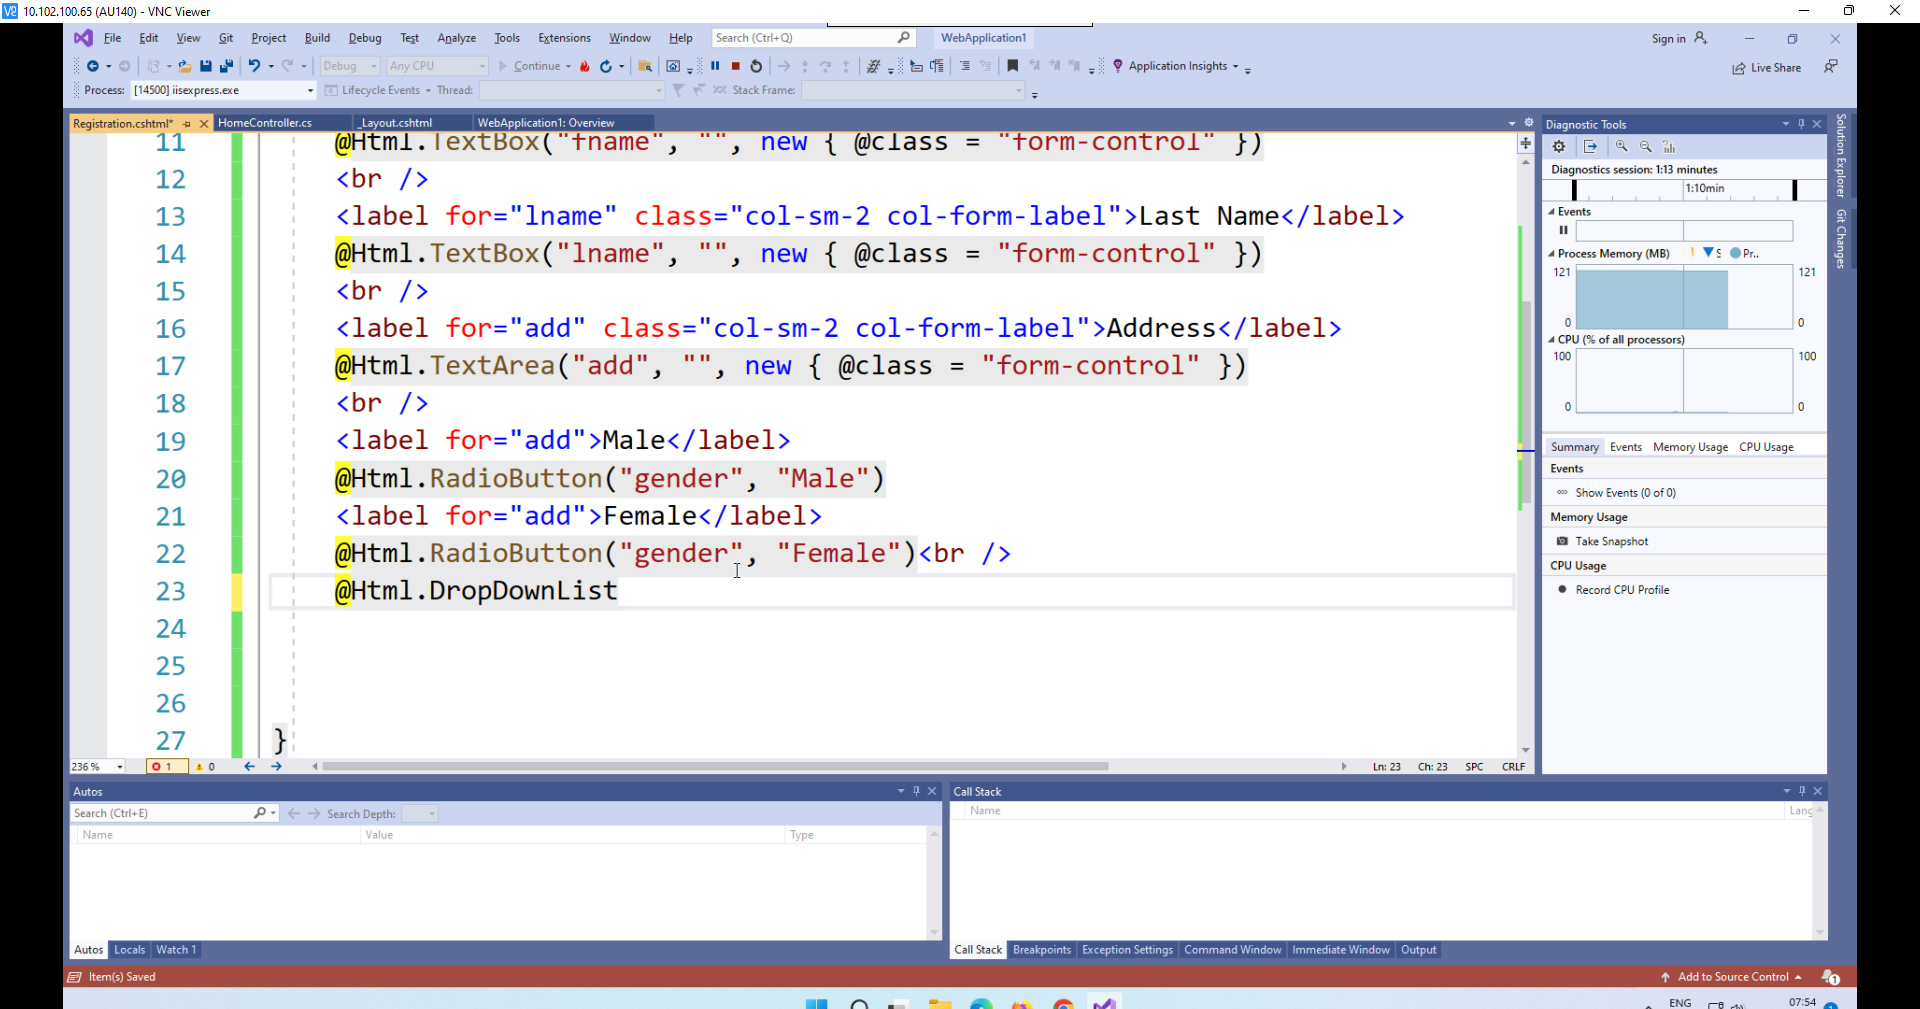 10.102.100.65 (AU140) - VNC Viewer
File Edit View Git Project Build Debug Test Analyze Tools Extensions Window Help Search (Ctrl+Q) WebApplication1 Sign in
Debug Any CPU Continue Application Insights Live Share
Process: [14500] iisexpress.exe Lifecycle Events Thread: Stack Frame:
Registration.cshtml* HomeController.cs _Layout.cshtml WebApplication1: Overview
11 @Html.TextBox("fname", "", new { @class = "form-control" })
12 <br />
13 <label for="lname" class="col-sm-2 col-form-label">Last Name</label>
14 @Html.TextBox("lname", "", new { @class = "form-control" })
15 <br />
16 <label for="add" class="col-sm-2 col-form-label">Address</label>
17 @Html.TextArea("add", "", new { @class = "form-control" })
18 <br />
19 <label for="add">Male</label>
20 @Html.RadioButton("gender", "Male")
21 <label for="add">Female</label>
22 @Html.RadioButton("gender", "Female")<br />
23 @Html.DropDownList
24
25
26
27 }
236 % 1 0 Ln: 23 Ch: 23 SPC CRLF
Diagnostic Tools
Diagnostics session: 1:13 minutes
1:10min
Events
Process Memory (MB) S Pr..
121 121
0 0
CPU (% of all processors)
100 100
0 0
Summary Events Memory Usage CPU Usage
Events
Show Events (0 of 0)
Memory Usage
Take Snapshot
CPU Usage
Record CPU Profile
Solution Explorer
Git Changes
Autos
Search (Ctrl+E) Search Depth:
Name Value Type
Autos Locals Watch 1
Call Stack
Name Lang
Call Stack Breakpoints Exception Settings Command Window Immediate Window Output
Item(s) Saved Add to Source Control 1
ENG 07:54